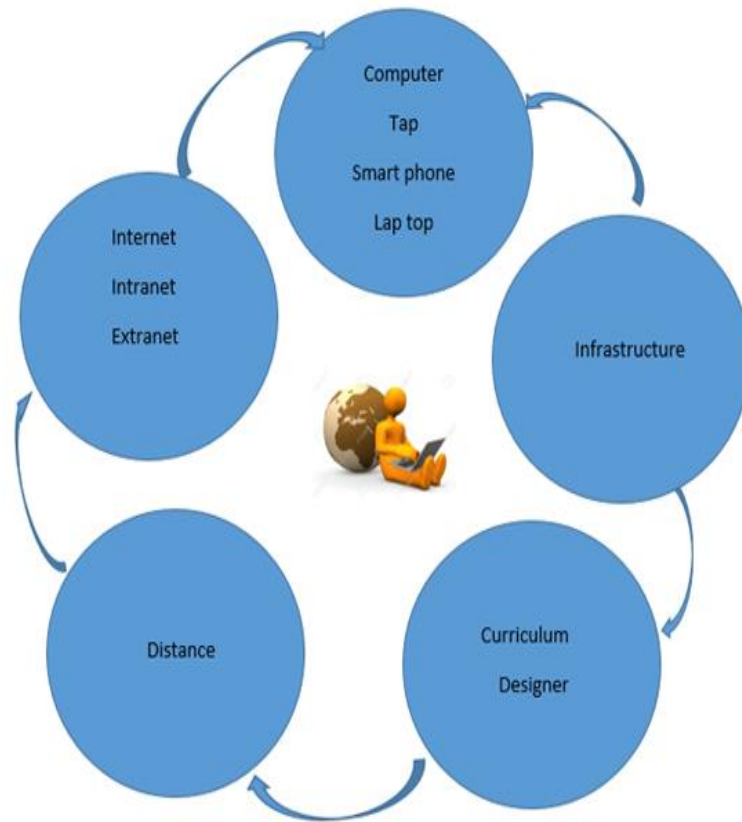 Computer
Tap
Smart phone
Lap top
Internet
Intranet
Extranet
Infrastructure
Distance
Curriculum
Designer